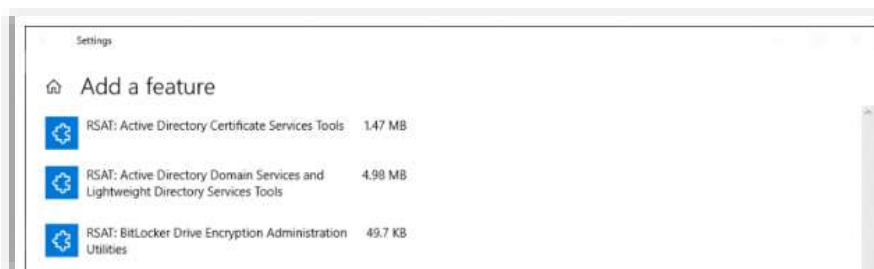 Settings
Add a feature
RSAT: Active Directory Certificate Services Tools 1.47 MB
RSAT: Active Directory Domain Services and 4.98 MB
Lightweight Directory Services Tools
RSAT: BitLocker Drive Encryption Administration 49.7 KB
Utilities